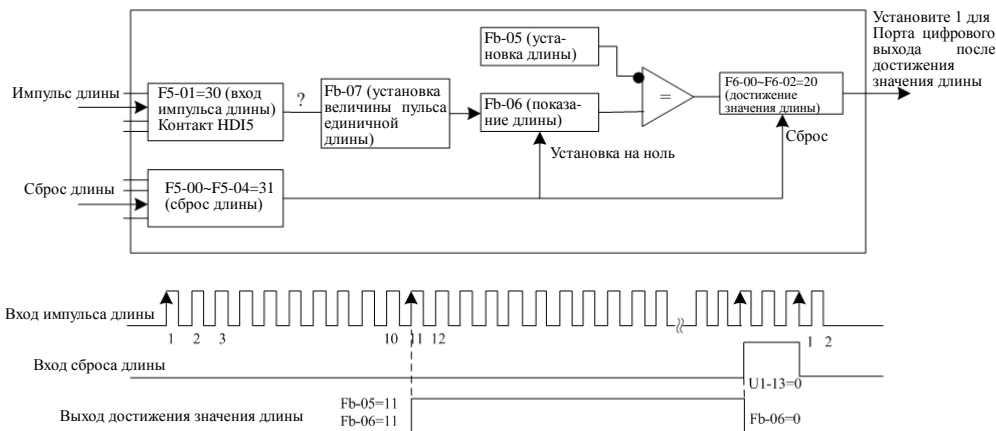 Установите 1 для
Порта цифрового
выхода после
достижения
значения длины
Fb-05 (уста-
новка длины)
Импульс длины
F5-01=30 (вход
импульса длины)
Контакт HDI5
?
Fb-07 (установка
величины пульса
единичной
длины)
Fb-06 (показа-
ние длины)
=
F6-00~F6-02=20
(достижение
значения длины)
Установка на ноль
Сброс
Сброс длины
F5-00~F5-04=31
(сброс длины)
Вход импульса длины
1 2 3 10 11 12 1 2
Вход сброса длины
U1-13=0
Выход достижения значения длины
Fb-05=11
Fb-06=11
Fb-06=0